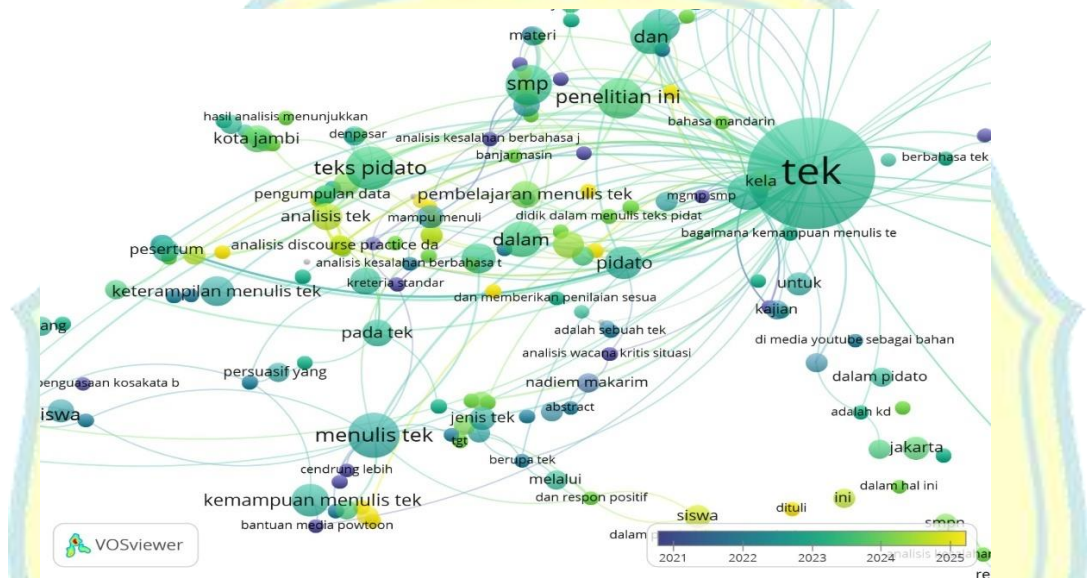 materi
dan
smp
penelitian ini
hasil analisis menunjukkan
kota jambi
denpasar
analisis kesalahan berbahasa j
bahasa mandarin
banjarmasin
berbahasa tek
teks pidato
kela
tek
pengumpulan data
pembelajaran menulis tek
mgmp smp
analisis tek
mampu menuli
didik dalam menulis teks pidat
bagaimana kemampuan menulis te
pesertum
analisis discourse practice da
dalam
analisis kesalahan berbahasa t
pidato
kreteria standar
untuk
keterampilan menulis tek
dan memberikan penilaian sesua
kajian
ang
pada tek
adalah sebuah tek
di media youtube sebagai bahan
analisis wacana kritis situasi
persuasif yang
dalam pidato
penguasaan kosakata b
nadiem makarim
iswa
abstract
adalah kd
jenis tek
menulis tek
tgt
jakarta
berupa tek
cendrung lebih
melalui
dalam hal ini
kemampuan menulis tek
dan respon positif
ini
dituli
siswa
bantuan media powtoon
smpn
dalam p
VOSviewer
2021 2022 2023 2024 2025
re